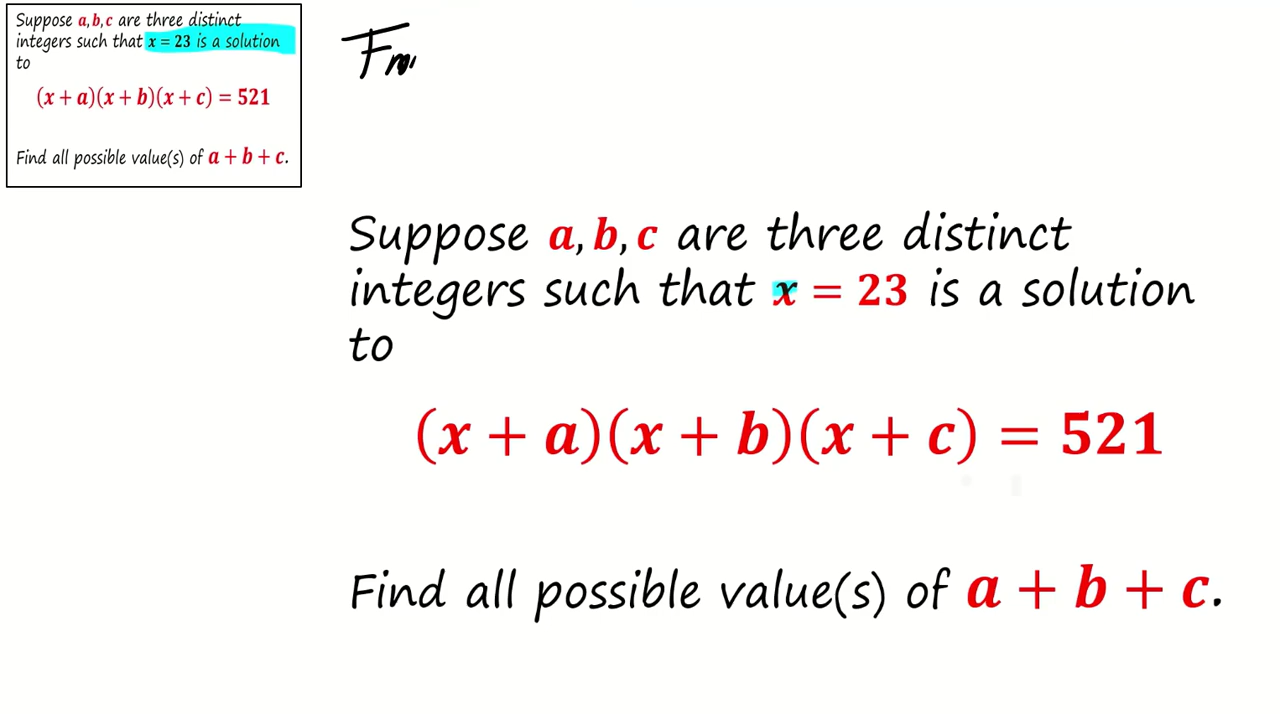 Suppose a, b, c are three distinct
integers such that x = 23 is a solution
to
(x + a)(x + b)(x + c) = 521
Find all possible value(s) of a + b + c.
Suppose a, b, c are three distinct
integers such that x = 23 is a solution
to
(x + a)(x + b)(x + c) = 521
Find all possible value(s) of a + b + c.